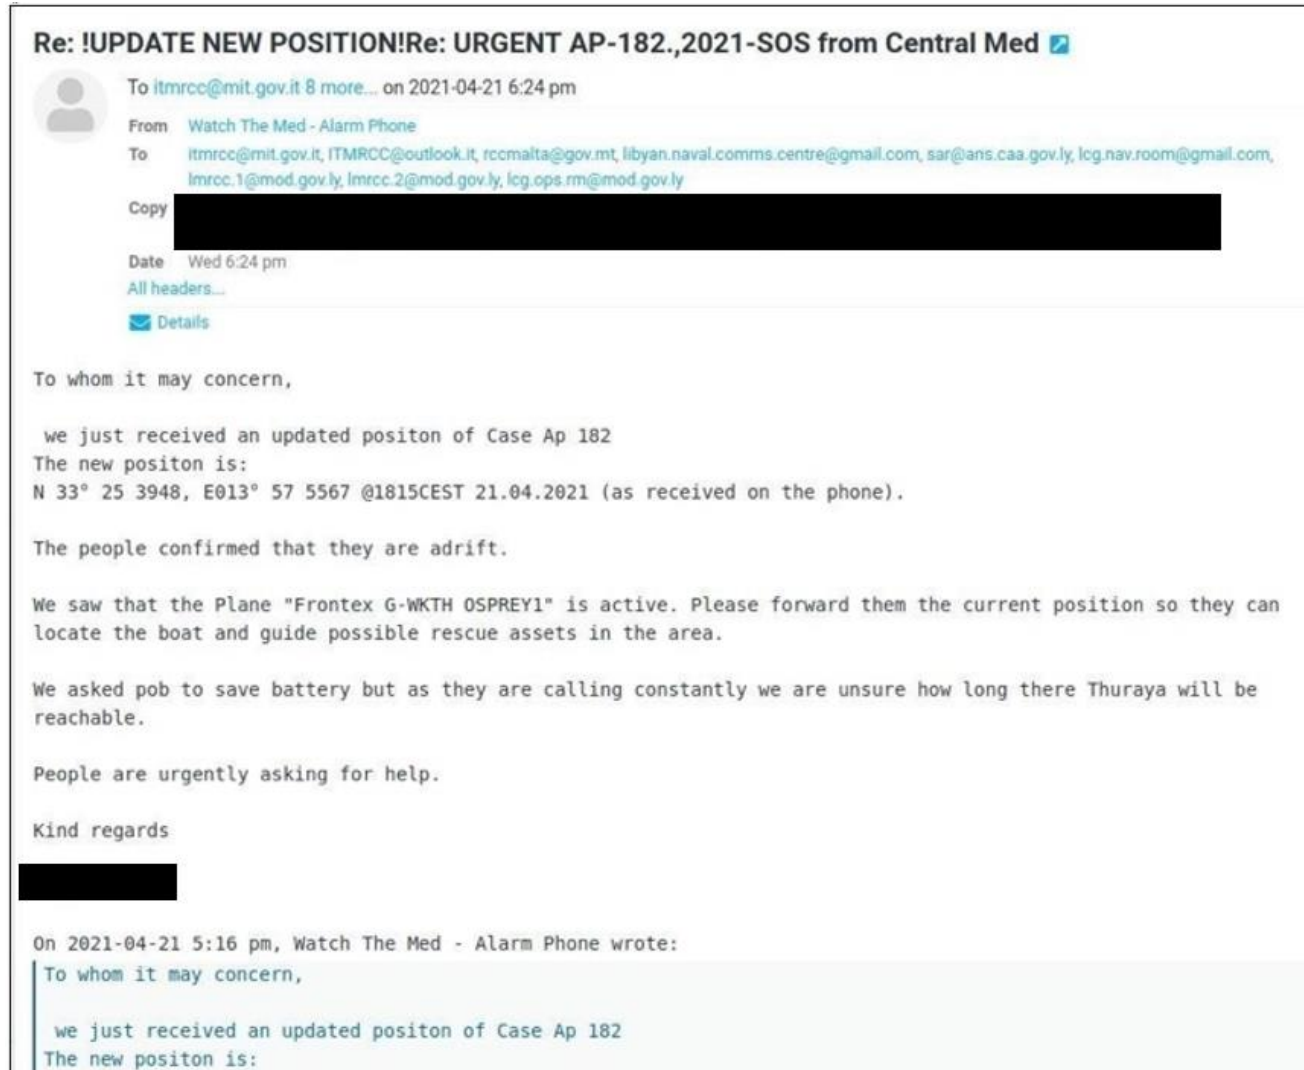 Re: !UPDATE NEW POSITION!Re: URGENT AP-182.,2021-SOS from Central Med
To itmrcc@mit.gov.it 8 more... on 2021-04-21 6:24 pm
From Watch The Med - Alarm Phone
To itmrcc@mit.gov.it, ITMRCC@outlook.it, rccmalta@gov.mt, libyan.naval.comms.centre@gmail.com, sar@ans.caa.gov.ly, lcg.nav.room@gmail.com,
lmrcc.1@mod.gov.ly, lmrcc.2@mod.gov.ly, lcg.ops.rm@mod.gov.ly
Copy
Date Wed 6:24 pm
All headers...
Details
To whom it may concern,
we just received an updated positon of Case Ap 182
The new positon is:
N 33° 25 3948, E013° 57 5567 @1815CEST 21.04.2021 (as received on the phone).
The people confirmed that they are adrift.
We saw that the Plane "Frontex G-WKTH OSPREY1" is active. Please forward them the current position so they can
locate the boat and guide possible rescue assets in the area.
We asked pob to save battery but as they are calling constantly we are unsure how long there Thuraya will be
reachable.
People are urgently asking for help.
Kind regards
On 2021-04-21 5:16 pm, Watch The Med - Alarm Phone wrote:
To whom it may concern,
we just received an updated positon of Case Ap 182
The new positon is: